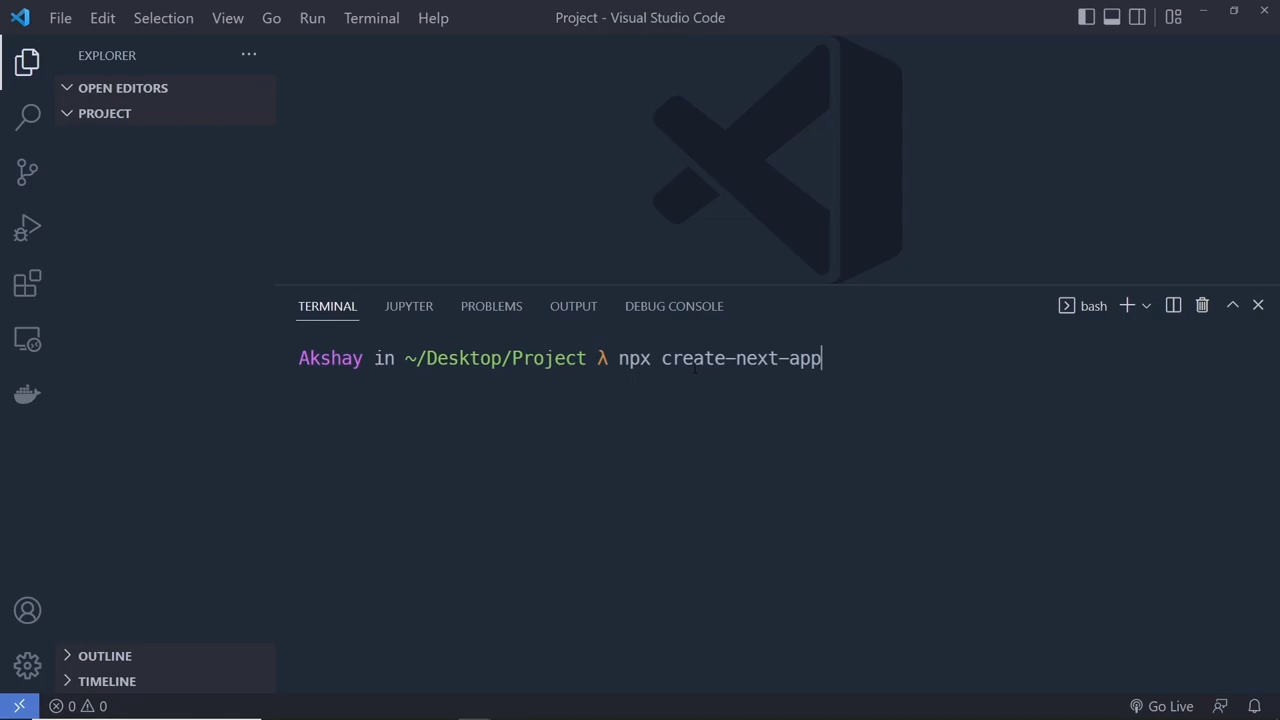 File Edit Selection View Go Run Terminal Help
Project - Visual Studio Code
EXPLORER
OPEN EDITORS
PROJECT
TERMINAL JUPYTER PROBLEMS OUTPUT DEBUG CONSOLE
bash
Akshay in ~/Desktop/Project λ npx create-next-app
OUTLINE
TIMELINE
0 0
Go Live